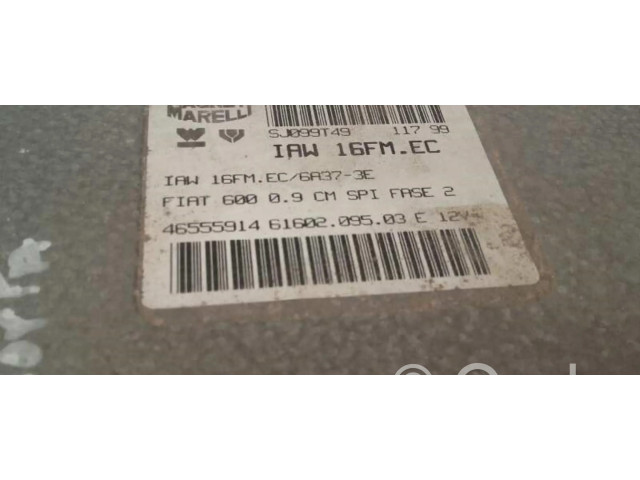 MARELLI
SJ099T49 117 99
IAW 16FM.EC
IAW 16FM.EC/6A37-3E
FIAT 600 0.9 CM SPI FASE 2
46555914 61602.095.03 E 12V